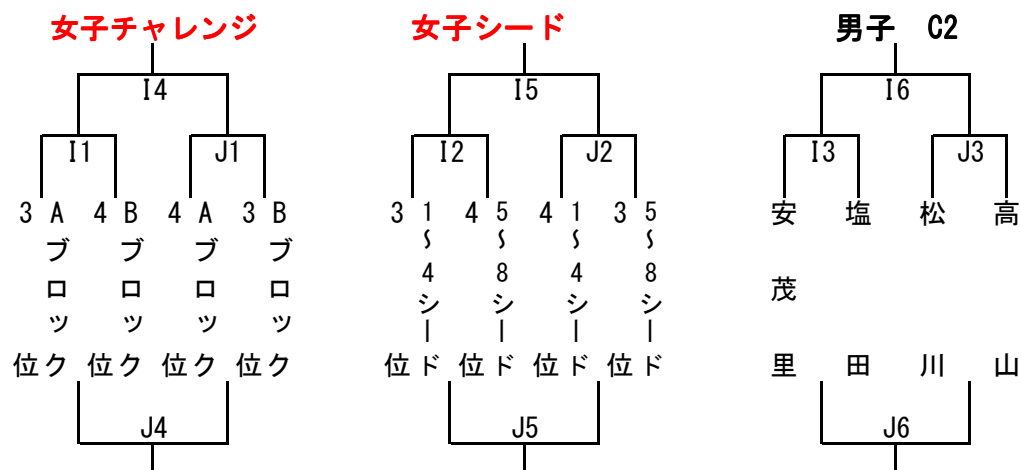 女子チャレンジ
女子シード
男子　C2
I4
I5
I6
I1
J1
I2
J2
I3
J3
Aブロック
3位
Bブロック
4位
Aブロック
4位
Bブロック
3位
1～4シード
3位
5～8シード
4位
1～4シード
4位
5～8シード
3位
安茂里
塩田
松川
高山
J4
J5
J6